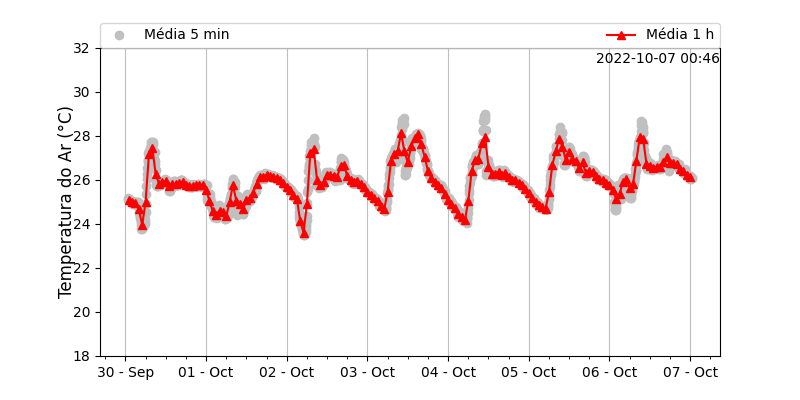 Média 5 min
Média 1 h
2022-10-07 00:46
Temperatura do Ar (°C)
32
30
28
26
24
22
20
18
30 - Sep
01 - Oct
02 - Oct
03 - Oct
04 - Oct
05 - Oct
06 - Oct
07 - Oct